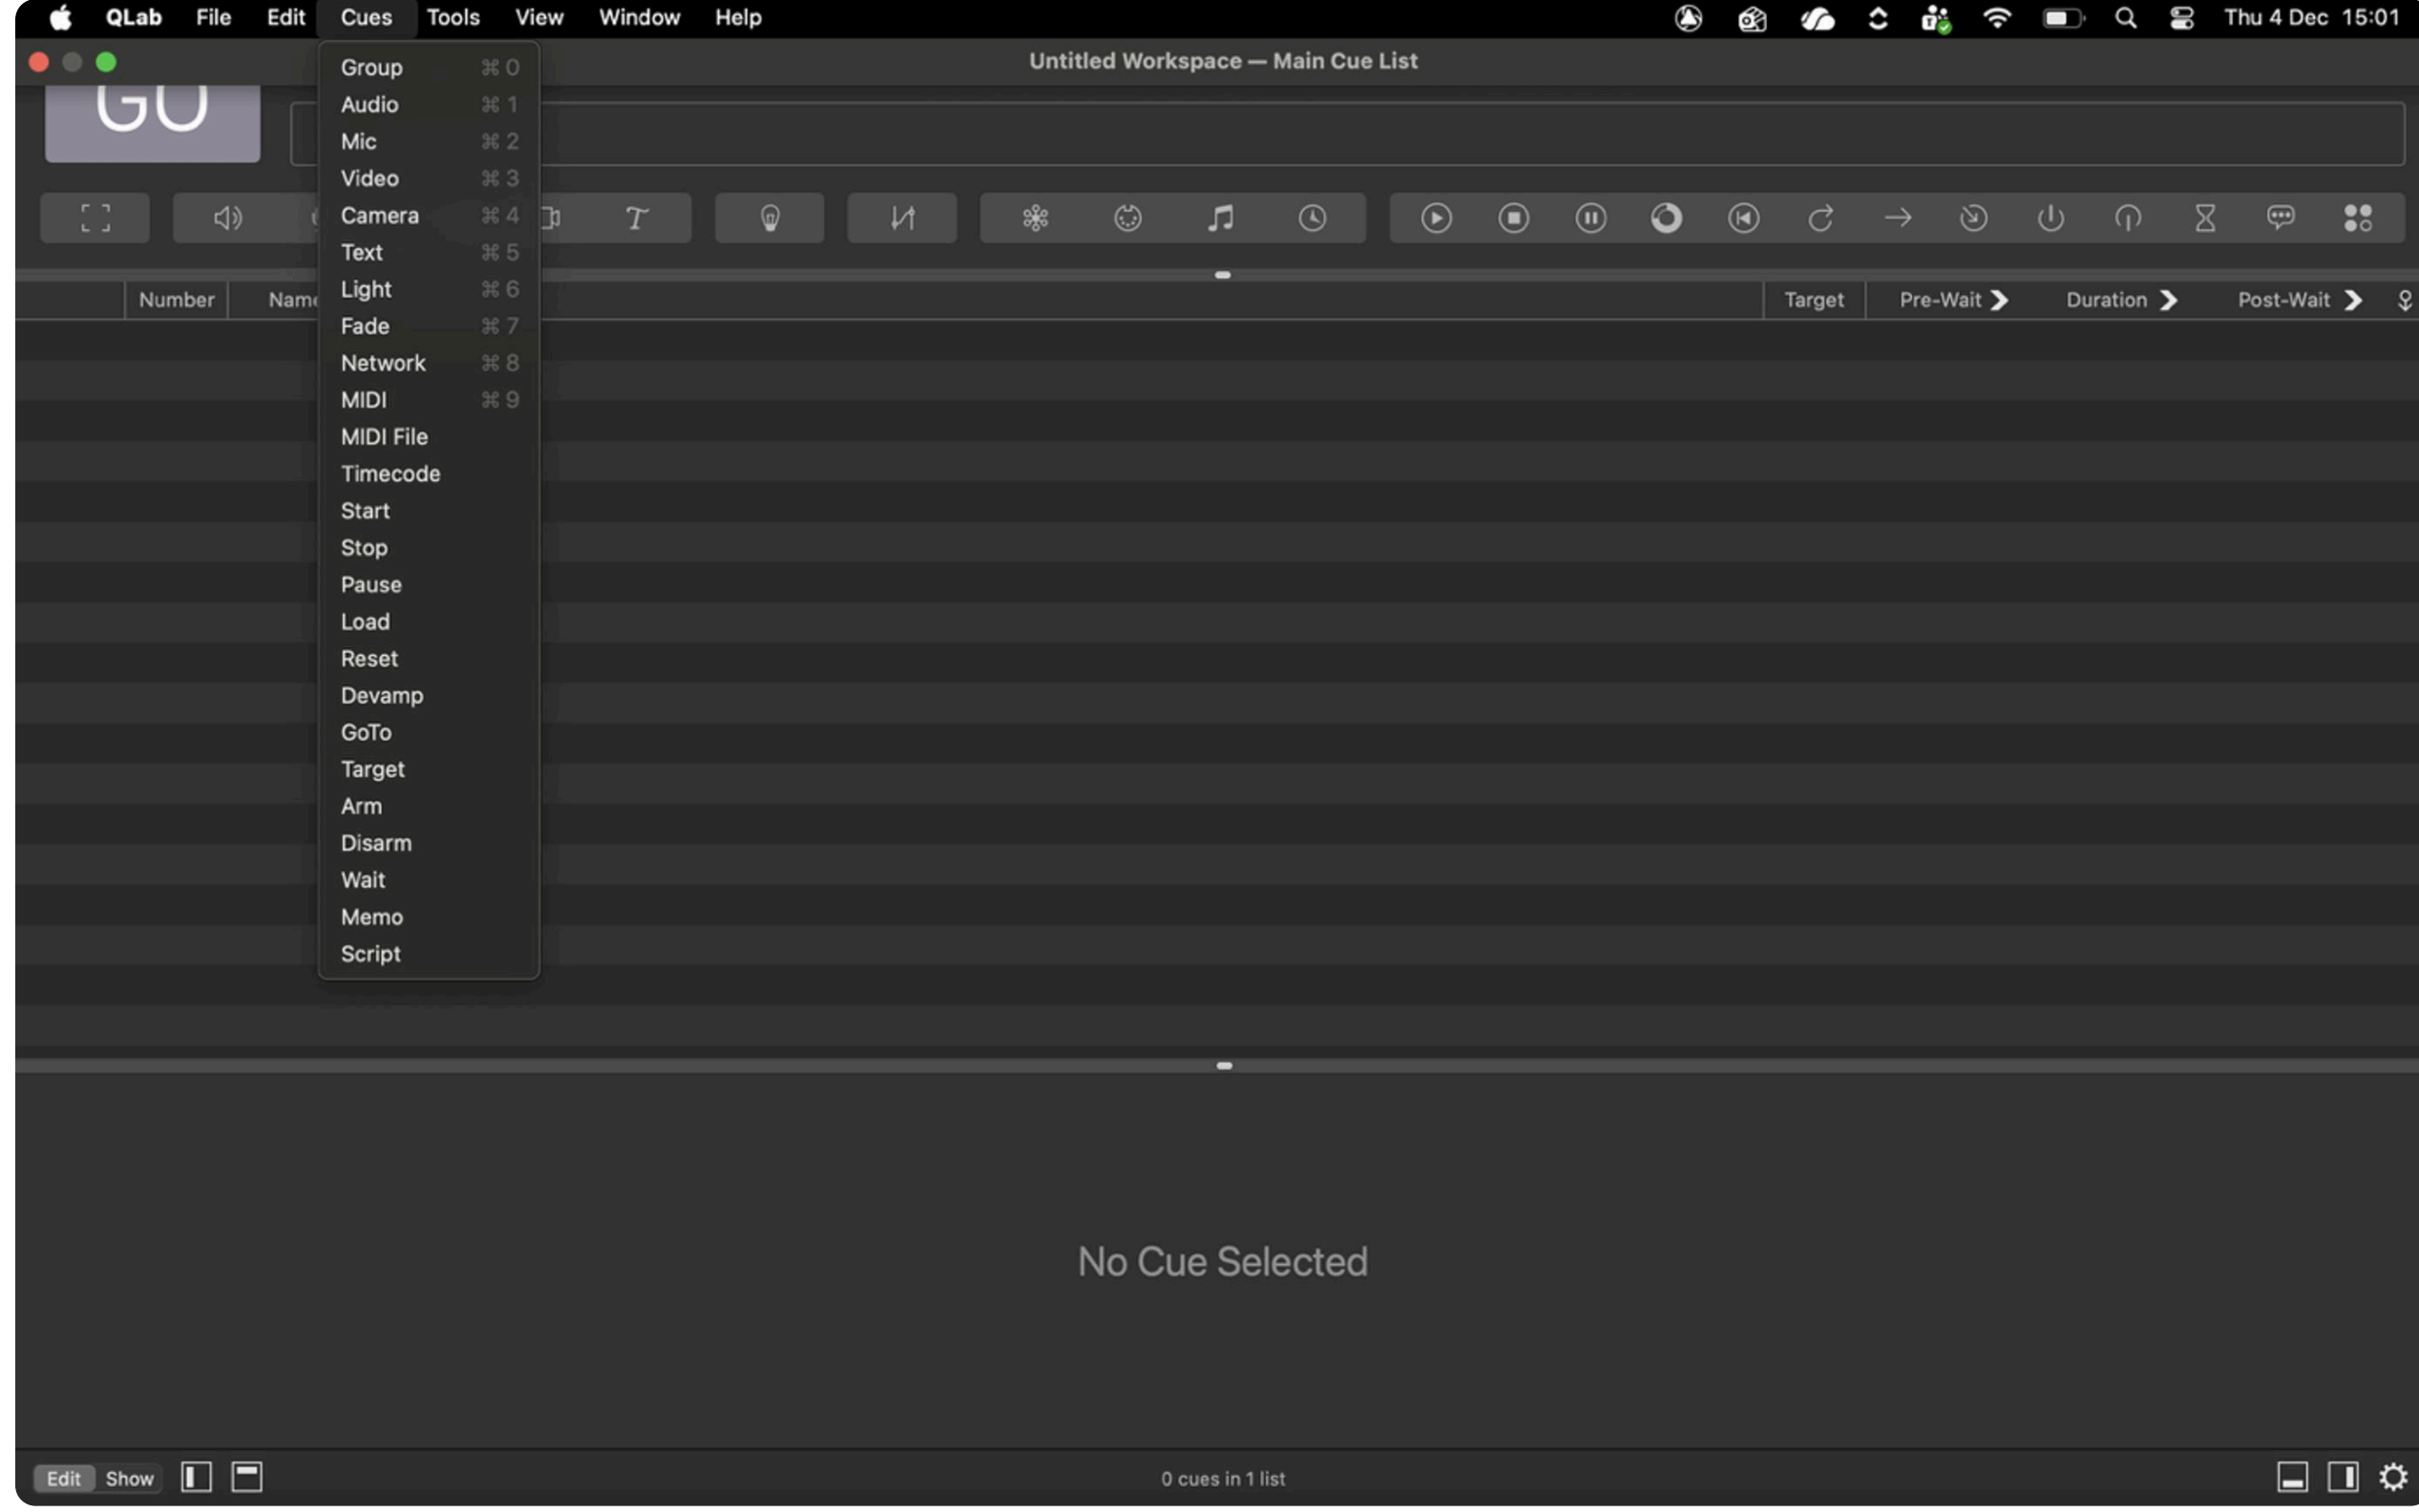 QLab File Edit Cues Tools View Window Help Thu 4 Dec 15:01
Untitled Workspace — Main Cue List
GO
Group ⌘ 0
Audio ⌘ 1
Mic ⌘ 2
Video ⌘ 3
Camera ⌘ 4
Text ⌘ 5
Light ⌘ 6
Fade ⌘ 7
Network ⌘ 8
MIDI ⌘ 9
MIDI File
Timecode
Start
Stop
Pause
Load
Reset
Devamp
GoTo
Target
Arm
Disarm
Wait
Memo
Script
Number Name Target Pre-Wait Duration Post-Wait
No Cue Selected
Edit Show 0 cues in 1 list